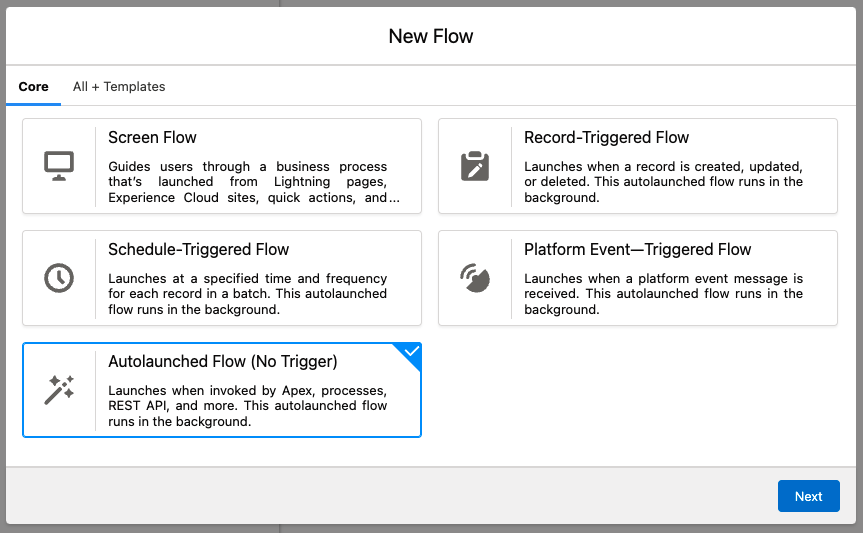 New Flow
Core
All + Templates
Screen Flow
Guides users through a business process
that's launched from Lightning pages,
Experience Cloud sites, quick actions, and...
Record-Triggered Flow
Launches when a record is created, updated,
or deleted. This autolaunched flow runs in the
background.
Schedule-Triggered Flow
Launches at a specified time and frequency
for each record in a batch. This autolaunched
flow runs in the background.
Platform Event—Triggered Flow
Launches when a platform event message is
received. This autolaunched flow runs in the
background.
Autolaunched Flow (No Trigger)
Launches when invoked by Apex, processes,
REST API, and more. This autolaunched flow
runs in the background.
Next